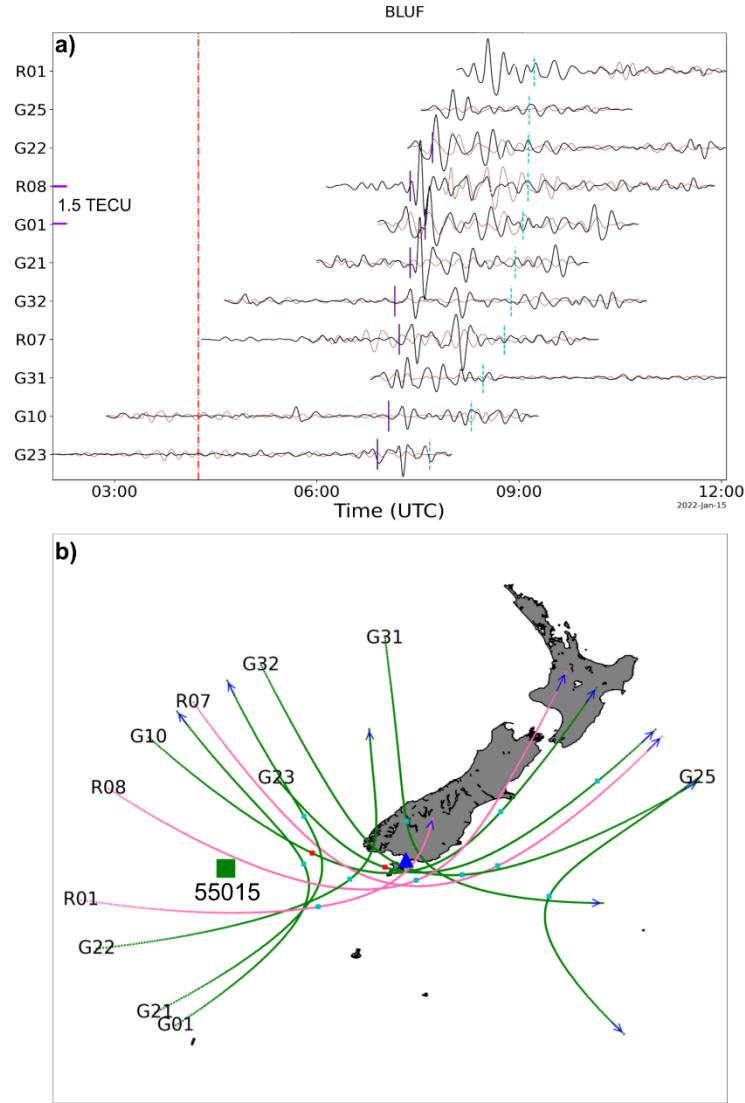 BLUF
a)
R01
G25
G22
R08
1.5 TECU
G01
G21
G32
R07
G31
G10
G23
03:00 06:00 09:00 12:00
Time (UTC)
2022-Jan-15
b)
G31
G32
R07
G10
G23
G25
R08
55015
R01
G22
G21
G01